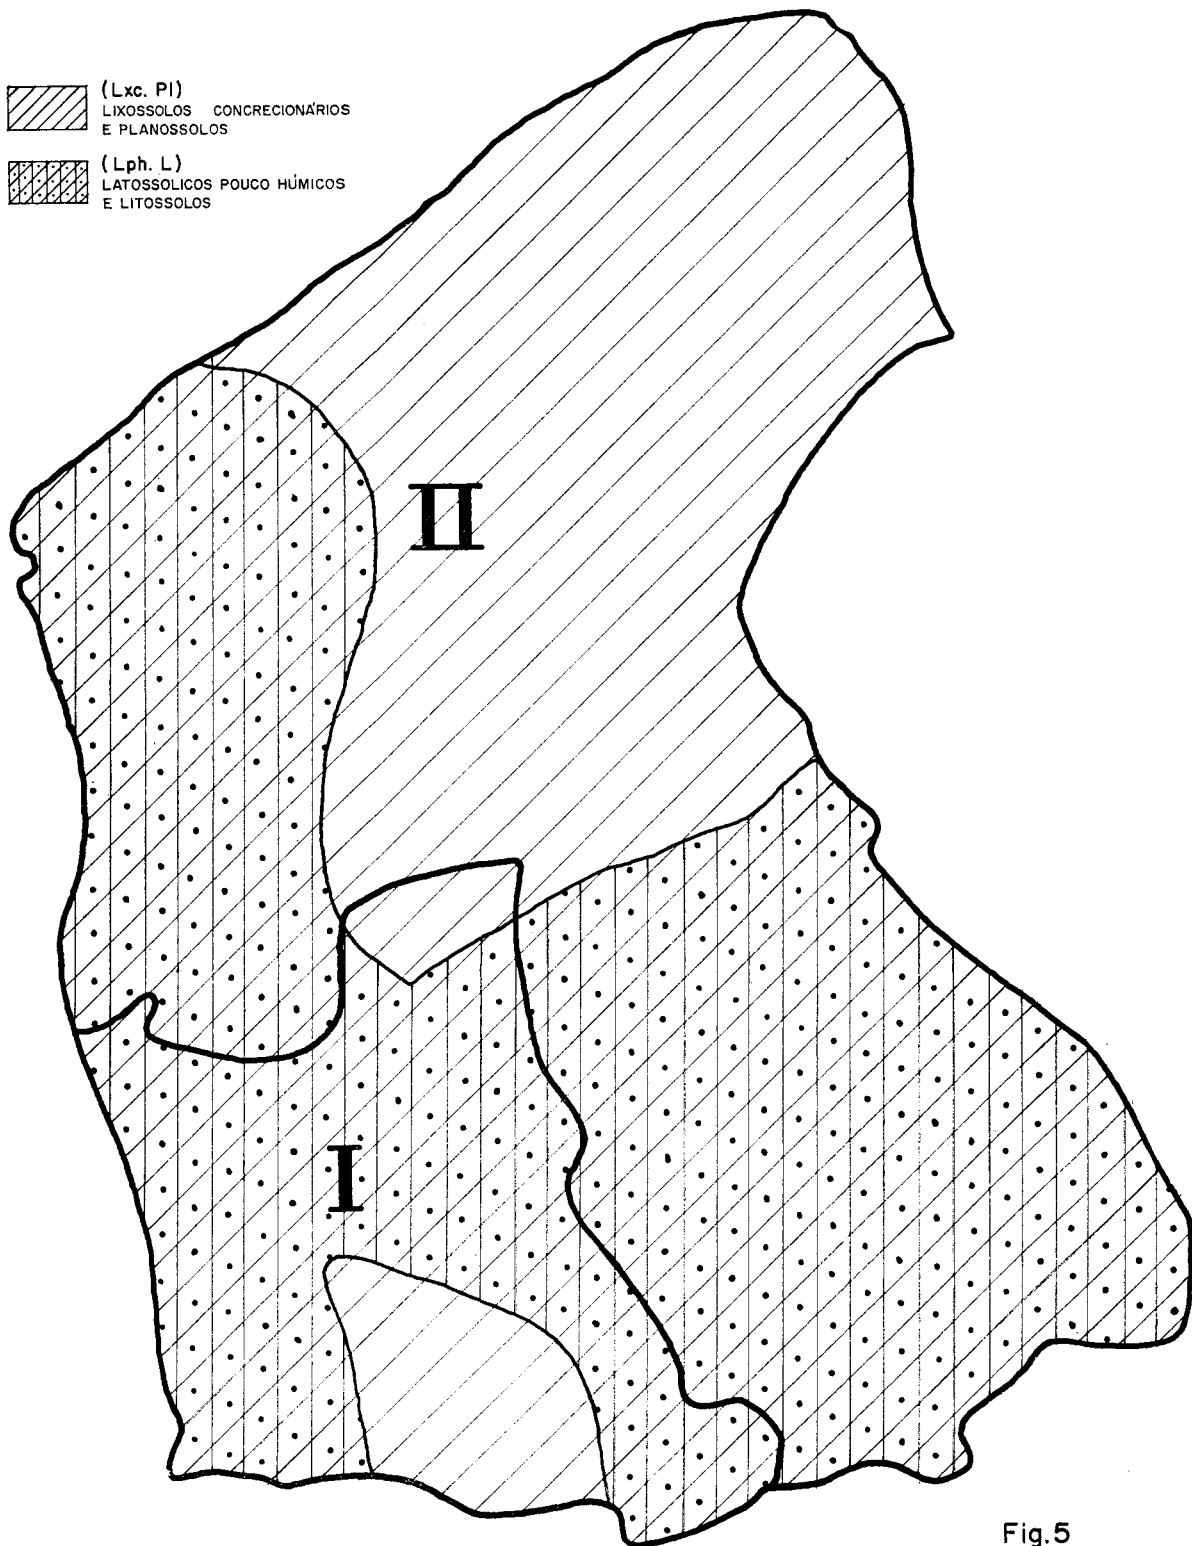 (Lxc. Pl)
LIXOSSOLOS CONCRECIONÁRIOS
E PLANOSSOLOS
(Lph. L)
LATOSSOLICOS POUCO HÚMICOS
E LITOSSOLOS
II
I
Fig.5